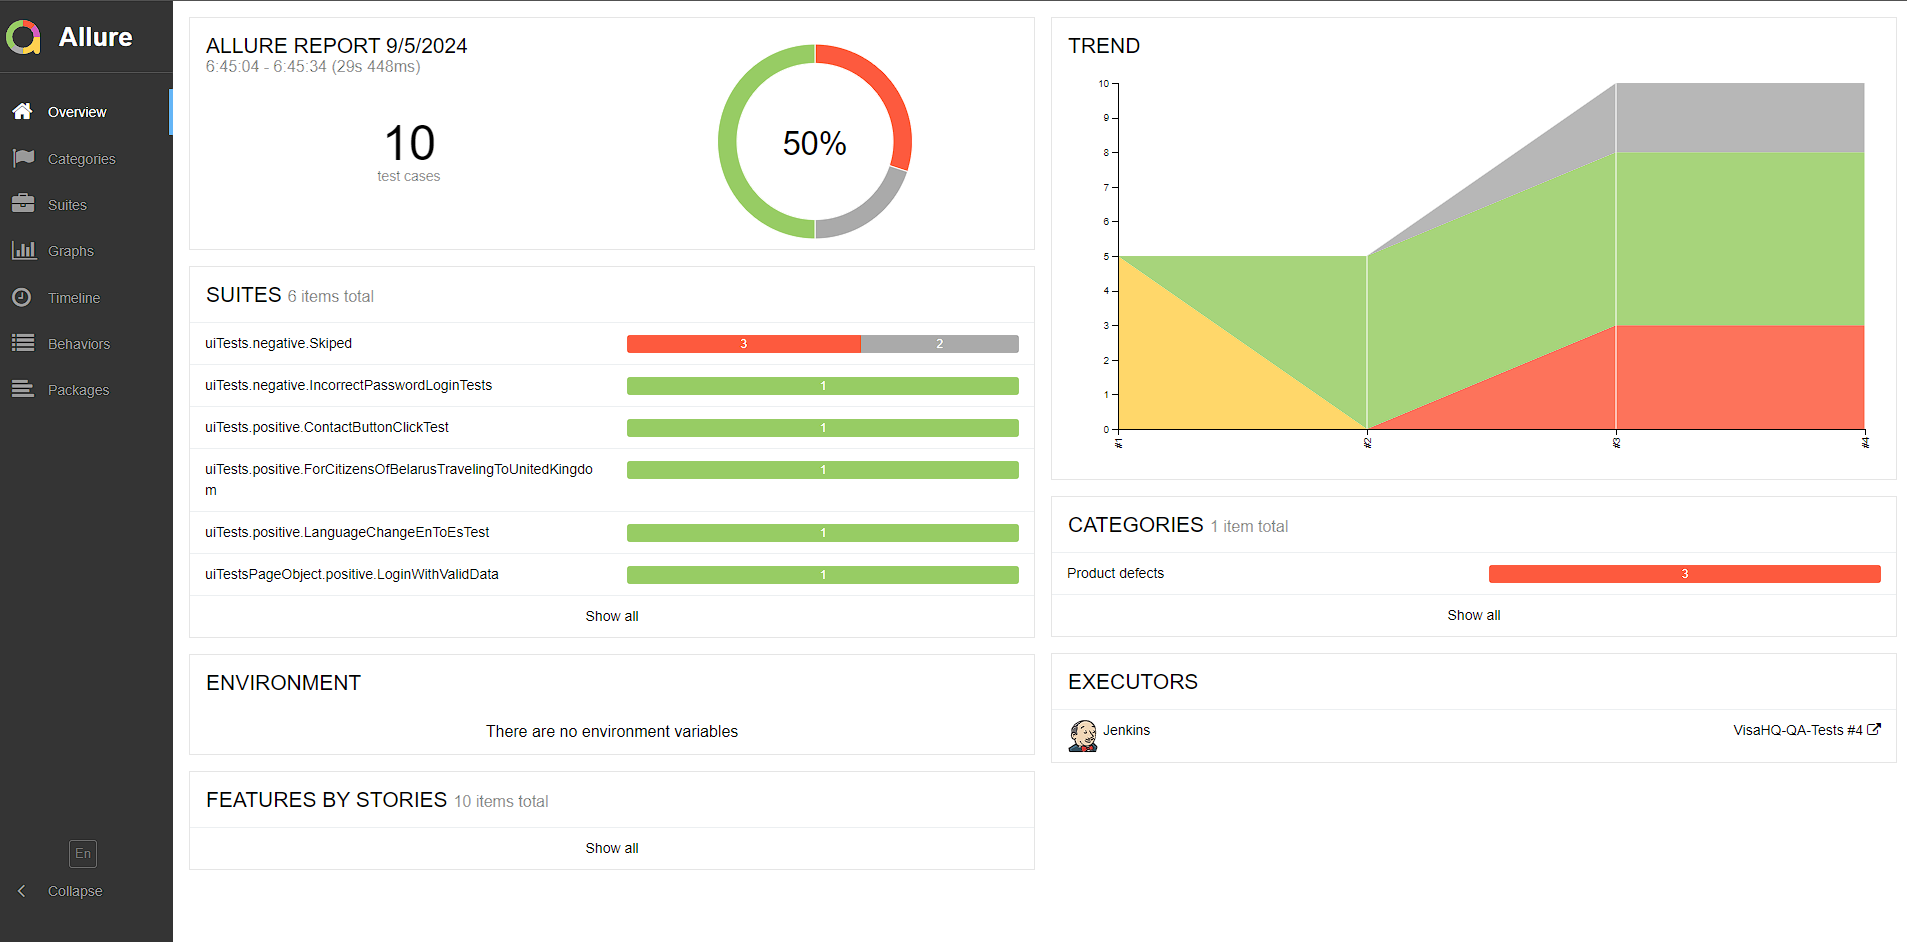 Allure
Overview
Categories
Suites
Graphs
Timeline
Behaviors
Packages
En
Collapse
ALLURE REPORT 9/5/2024
6:45:04 - 6:45:34 (29s 448ms)
10
test cases
50%
SUITES 6 items total
uiTests.negative.Skiped
3 2
uiTests.negative.IncorrectPasswordLoginTests
1
uiTests.positive.ContactButtonClickTest
1
uiTests.positive.ForCitizensOfBelarusTravelingToUnitedKingdo
m
1
uiTests.positive.LanguageChangeEnToEsTest
1
uiTestsPageObject.positive.LoginWithValidData
1
Show all
ENVIRONMENT
There are no environment variables
FEATURES BY STORIES 10 items total
Show all
TREND
10
9
8
7
6
5
4
3
2
1
0
#1 #2 #3 #4
CATEGORIES 1 item total
Product defects
3
Show all
EXECUTORS
Jenkins
VisaHQ-QA-Tests #4